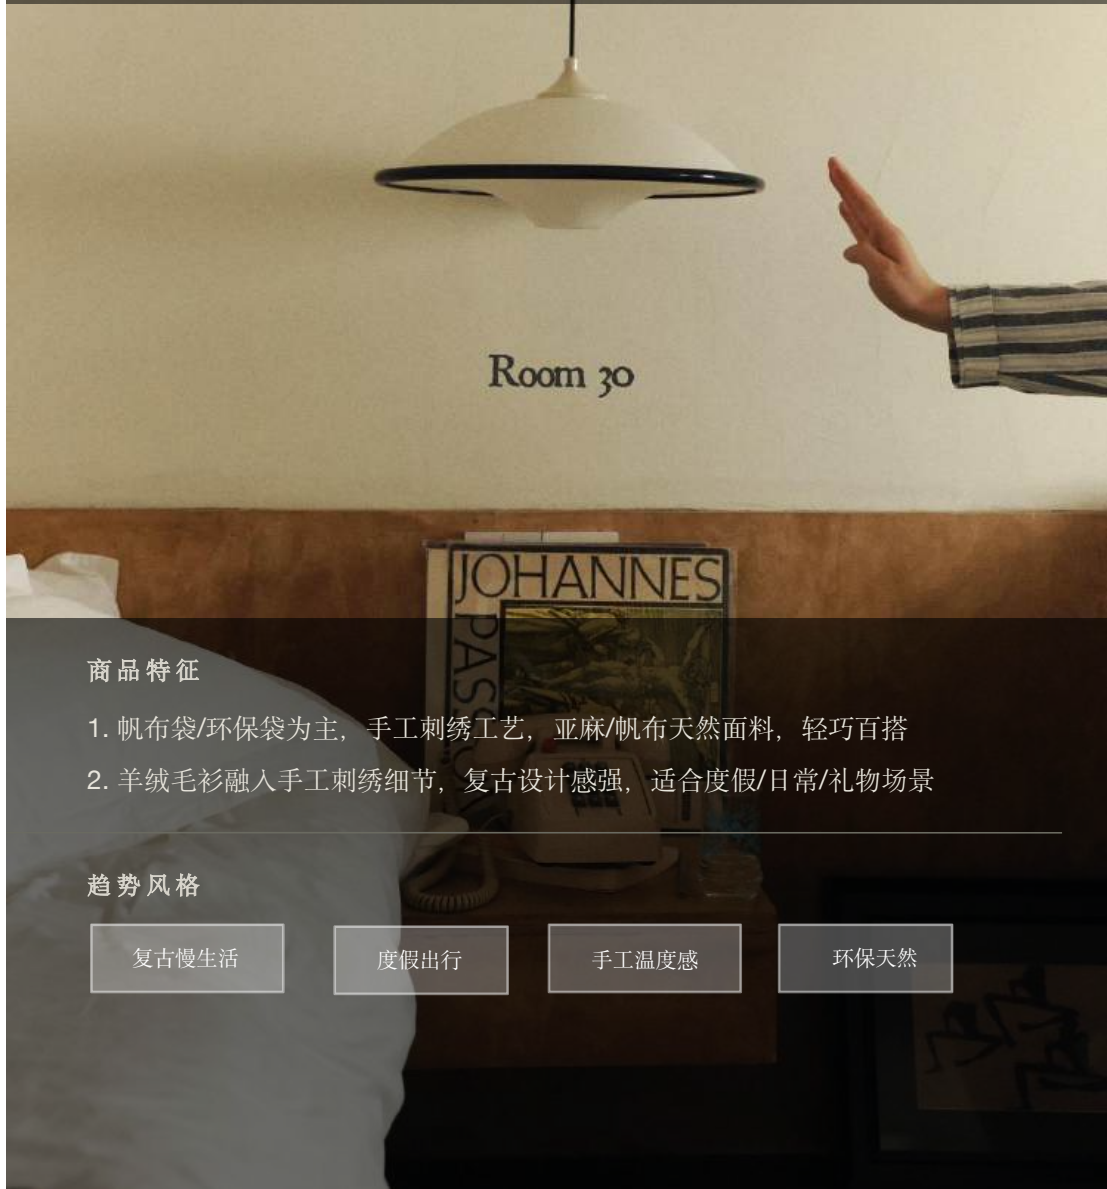 Room 30
JOHANNES
PAS
商品特征
1. 帆布袋/环保袋为主，手工刺绣工艺，亚麻/帆布天然面料，轻巧百搭
2. 羊绒毛衫融入手工刺绣细节，复古设计感强，适合度假/日常/礼物场景
趋势风格
复古慢生活
度假出行
手工温度感
环保天然